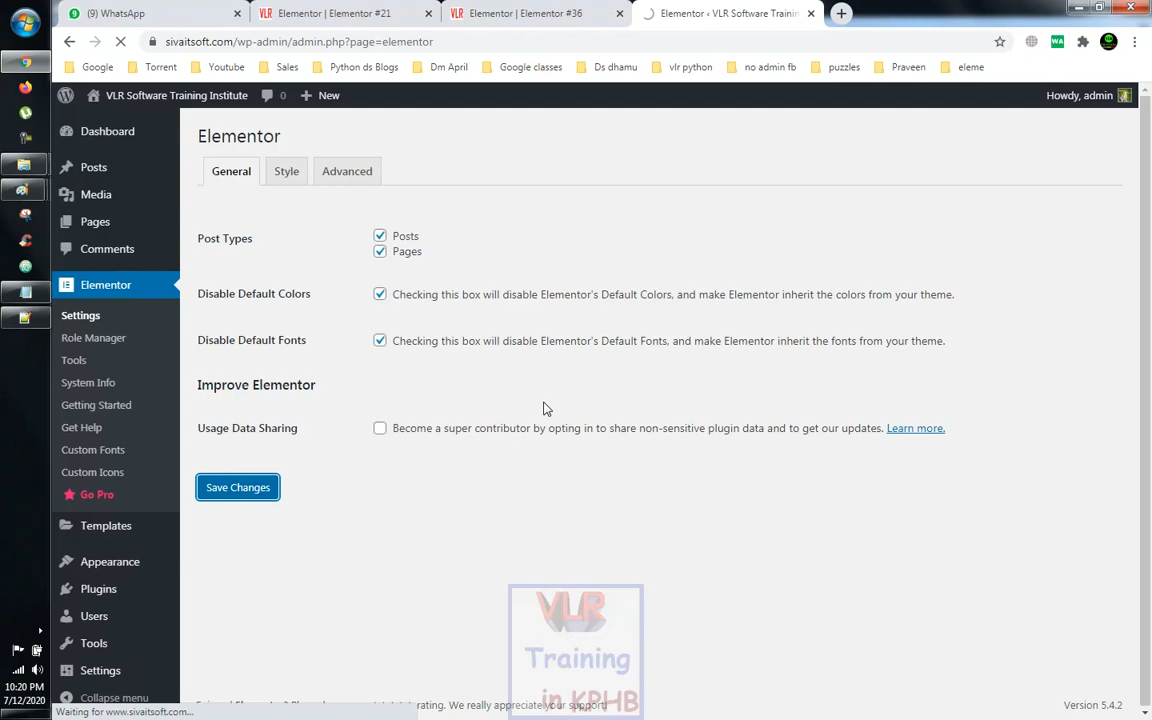 (9) WhatsApp
Elementor | Elementor #21
Elementor | Elementor #36
Elementor ‹ VLR Software Trainin
sivaitsoft.com/wp-admin/admin.php?page=elementor
Google
Torrent
Youtube
Sales
Python ds Blogs
Dm April
Google classes
Ds dhamu
vlr python
no admin fb
puzzles
Praveen
eleme
VLR Software Training Institute
0
New
Howdy, admin
Dashboard
Posts
Media
Pages
Comments
Elementor
Settings
Role Manager
Tools
System Info
Getting Started
Get Help
Custom Fonts
Custom Icons
Go Pro
Templates
Appearance
Plugins
Users
Tools
Settings
Collapse menu
Elementor
General
Style
Advanced
Post Types
Posts
Pages
Disable Default Colors
Checking this box will disable Elementor's Default Colors, and make Elementor inherit the colors from your theme.
Disable Default Fonts
Checking this box will disable Elementor's Default Fonts, and make Elementor inherit the fonts from your theme.
Improve Elementor
Usage Data Sharing
Become a super contributor by opting in to share non-sensitive plugin data and to get our updates. Learn more.
Save Changes
VLR
Training
in KPHB
rating. We really appreciate your support!
Version 5.4.2
Waiting for www.sivaitsoft.com...
10:20 PM
7/12/2020